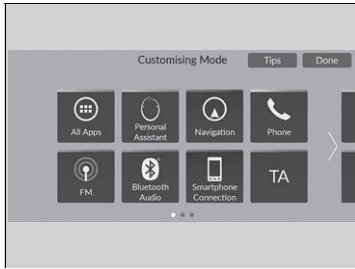 Customising Mode
Tips
Done
All Apps
Personal
Assistant
Navigation
Phone
FM
Bluetooth
Audio
Smartphone
Connection
TA